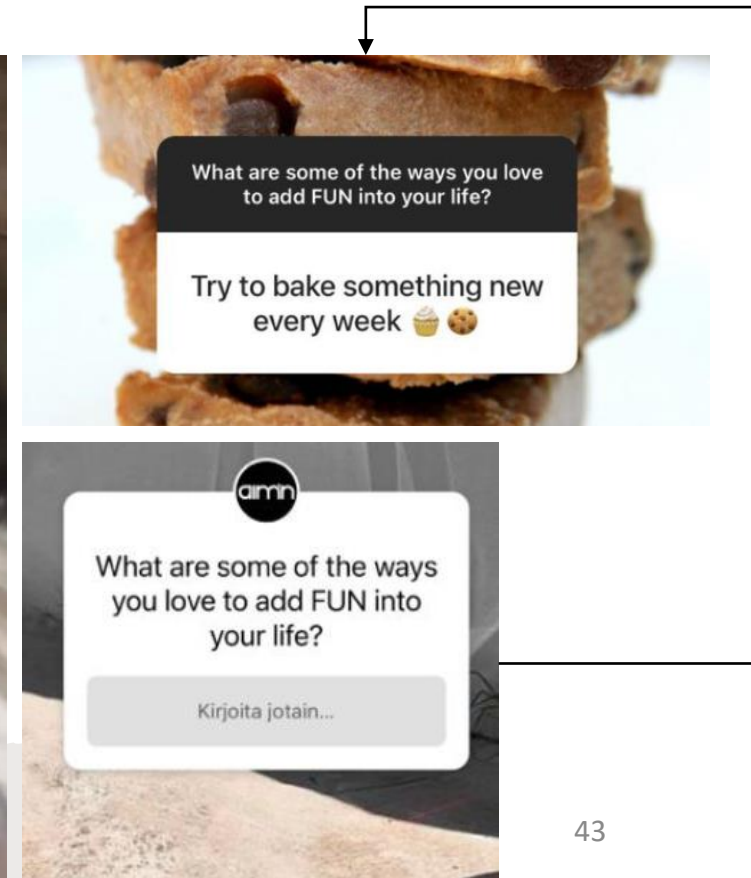 What are some of the ways you love
to add FUN into your life?
Try to bake something new
every week 🧁 🍪
aim'n
What are some of the ways
you love to add FUN into
your life?
Kirjoita jotain...
43